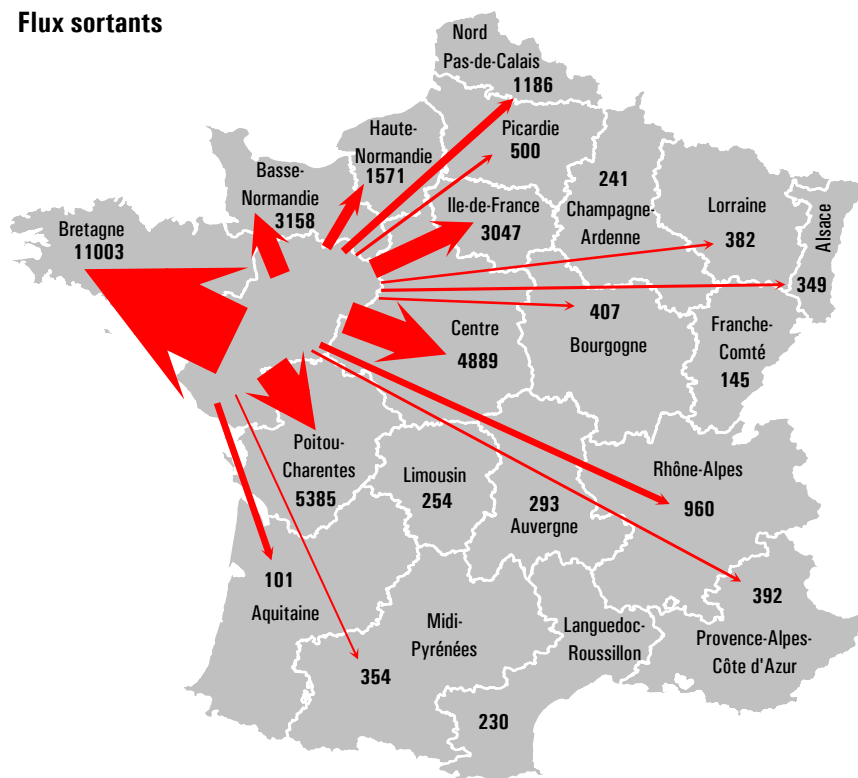 Flux sortants
Nord
Pas-de-Calais
1186
Haute-
Normandie
1571
Picardie
500
Basse-
Normandie
3158
Ile-de-France
3047
241
Champagne-
Ardenne
Lorraine
382
Alsace
349
Bretagne
11003
Centre
4889
407
Bourgogne
Franche-
Comté
145
Poitou-
Charentes
5385
Limousin
254
293
Auvergne
Rhône-Alpes
960
101
Aquitaine
Midi-
Pyrénées
354
Languedoc-
Roussillon
230
392
Provence-Alpes-
Côte d'Azur